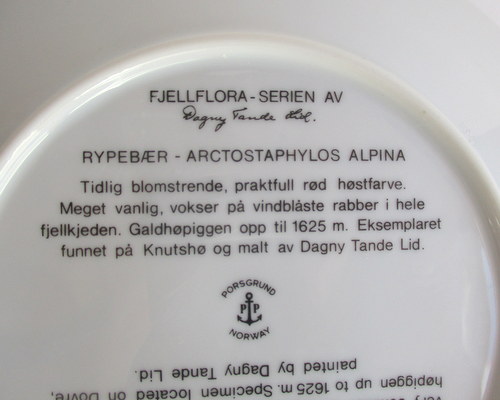 FJELLFLORA - SERIEN AV
Dagny Tande Lid.
RYPEBÆR - ARCTOSTAPHYLOS ALPINA
Tidlig blomstrende, praktfull rød høstfarve.
Meget vanlig, vokser på vindblåste rabber i hele
fjellkjeden. Galdhøpiggen opp til 1625 m. Eksemplaret
funnet på Knutshø og malt av Dagny Tande Lid.
PORSGRUND
P P
NORWAY
høpiggen up to 1625 m. Specimen located on Dovre,
painted by Dagny Tande Lid.